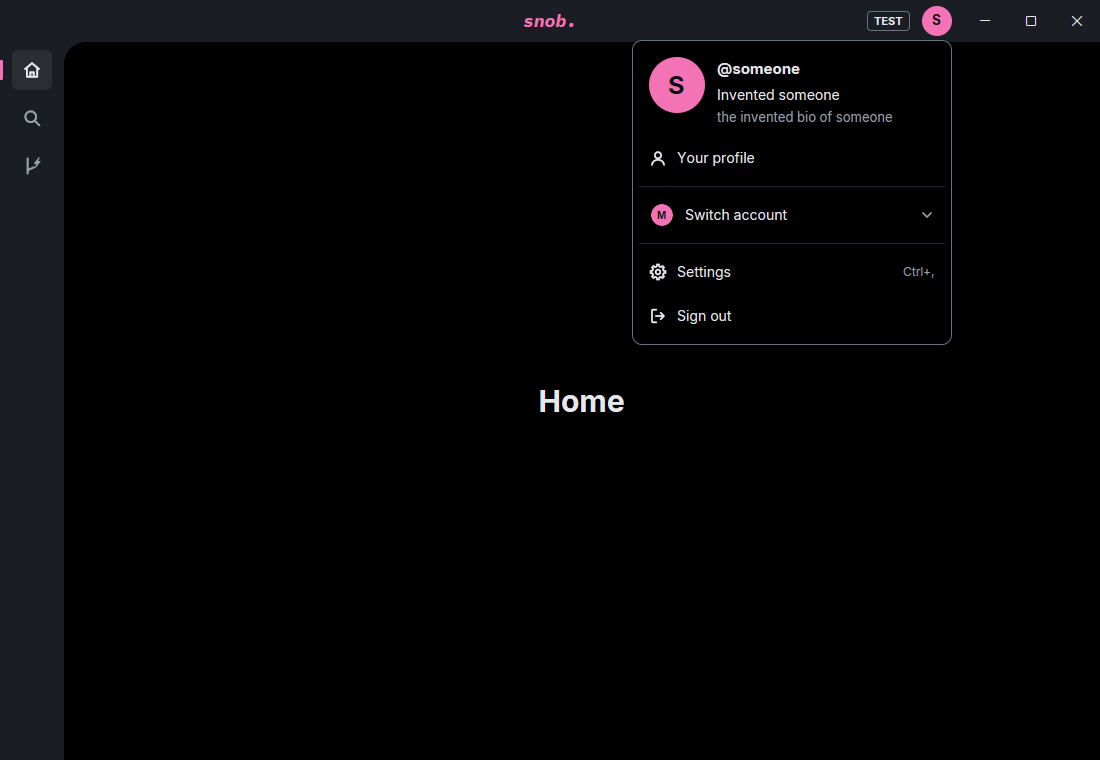 snob.
TEST
S
S
@someone
Invented someone
the invented bio of someone
Your profile
M
Switch account
Settings
Ctrl+,
Sign out
Home